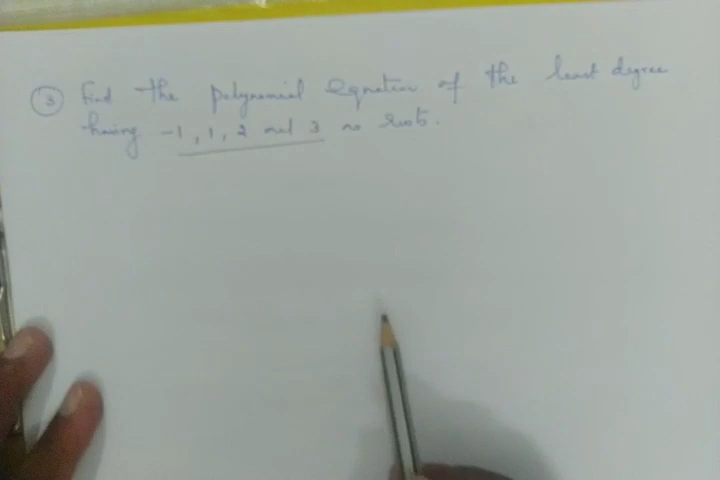 ③ Find the polynomial Equation of the least degree
having -1, 1, 2 and 3 as roots.